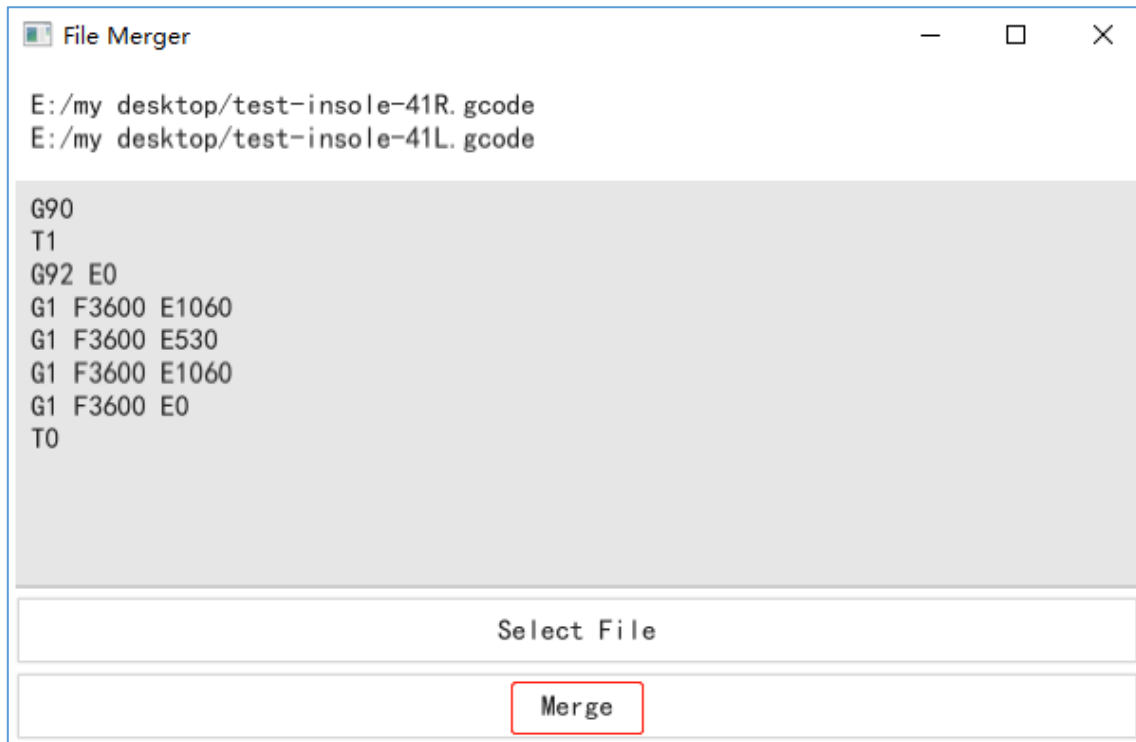 File Merger
E:/my desktop/test-insole-41R.gcode
E:/my desktop/test-insole-41L.gcode
G90
T1
G92 E0
G1 F3600 E1060
G1 F3600 E530
G1 F3600 E1060
G1 F3600 E0
T0
Select File
Merge